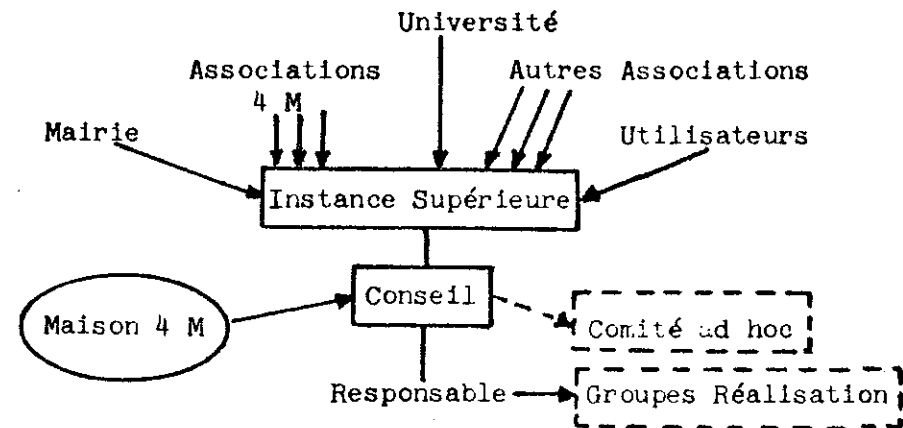 Université
Associations
4 M
Autres Associations
Mairie
Utilisateurs
Instance Supérieure
Conseil
Maison 4 M
Comité ad hoc
Responsable
Groupes Réalisation